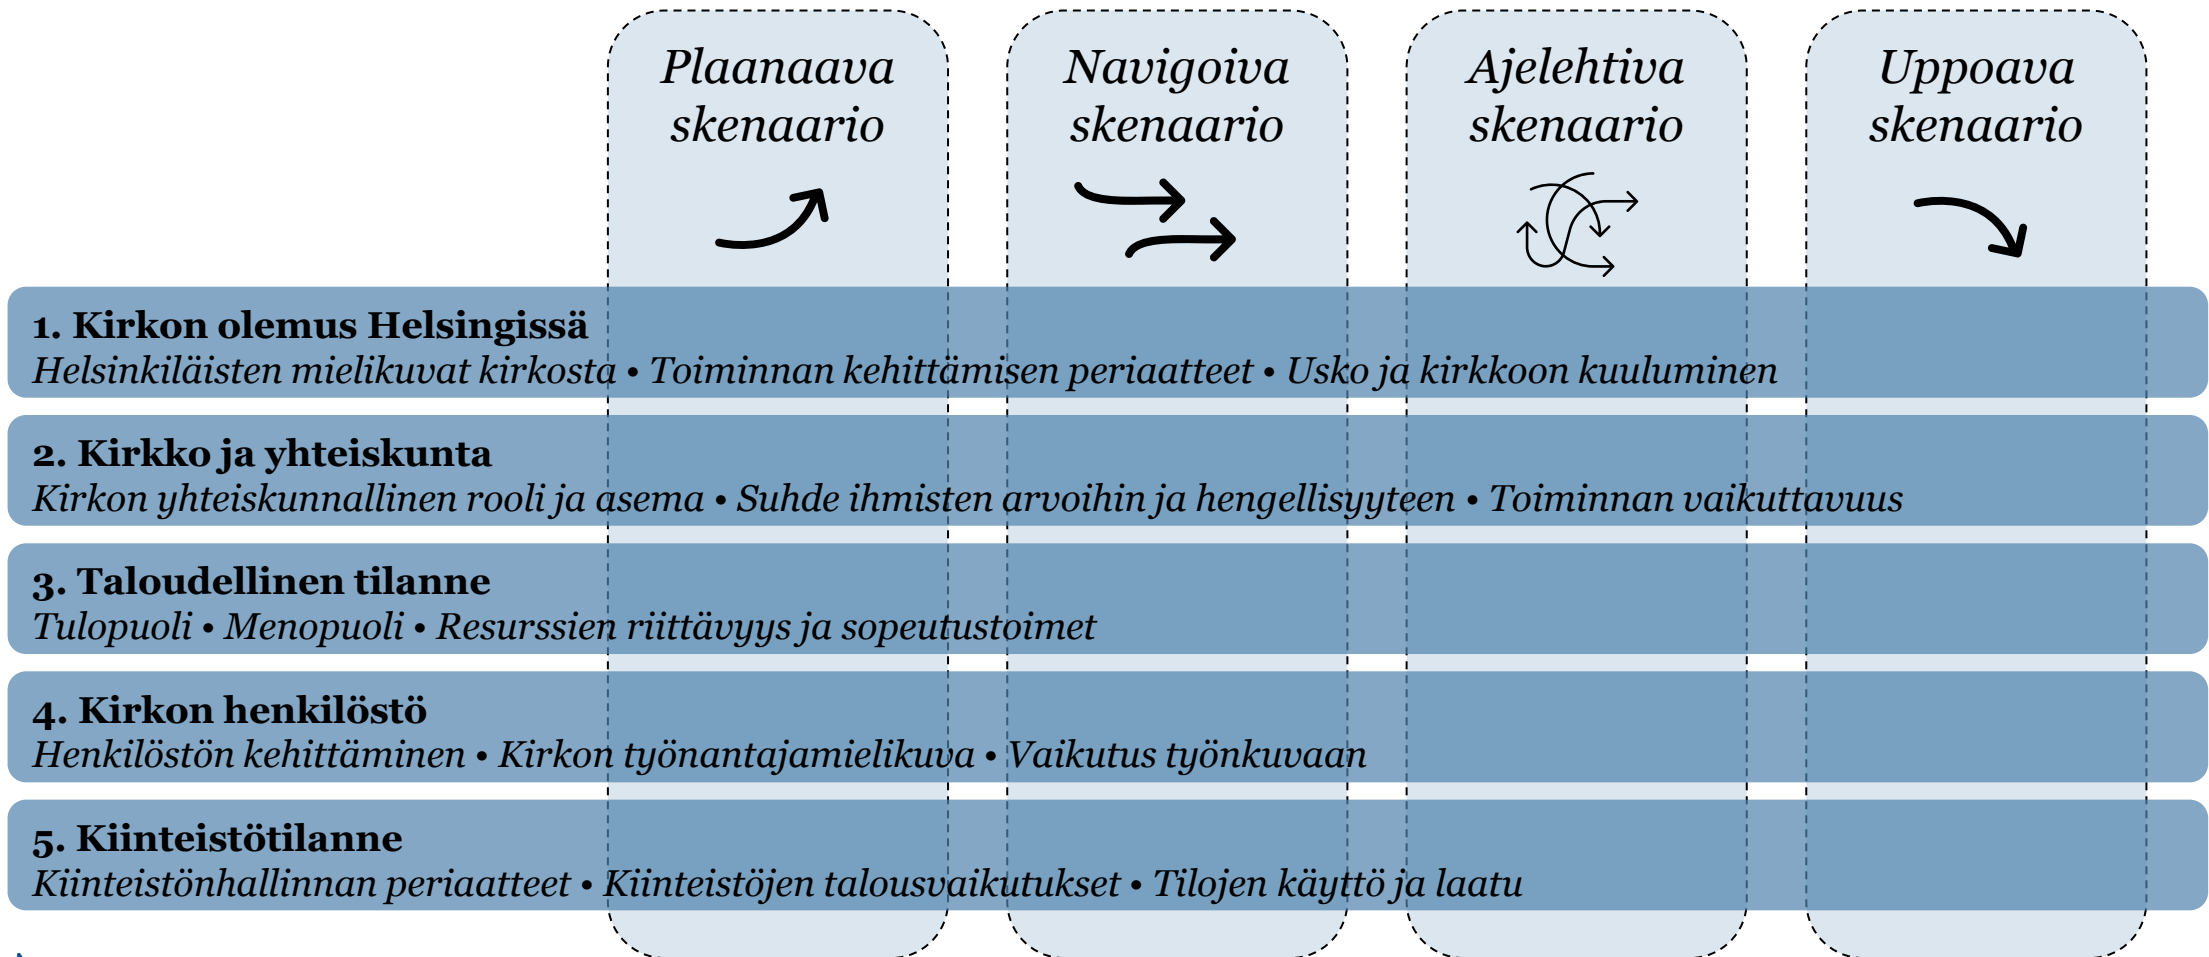 Plaanaava
skenaario
Navigoiva
skenaario
Ajelehtiva
skenaario
Uppoava
skenaario
1. Kirkon olemus Helsingissä
Helsinkiläisten mielikuvat kirkosta • Toiminnan kehittämisen periaatteet • Usko ja kirkkoon kuuluminen
2. Kirkko ja yhteiskunta
Kirkon yhteiskunnallinen rooli ja asema • Suhde ihmisten arvoihin ja hengellisyyteen • Toiminnan vaikuttavuus
3. Taloudellinen tilanne
Tulopuoli • Menopuoli • Resurssien riittävyys ja sopeutustoimet
4. Kirkon henkilöstö
Henkilöstön kehittäminen • Kirkon työnantajamielikuva • Vaikutus työnkuvaan
5. Kiinteistötilanne
Kiinteistönhallinnan periaatteet • Kiinteistöjen talousvaikutukset • Tilojen käyttö ja laatu